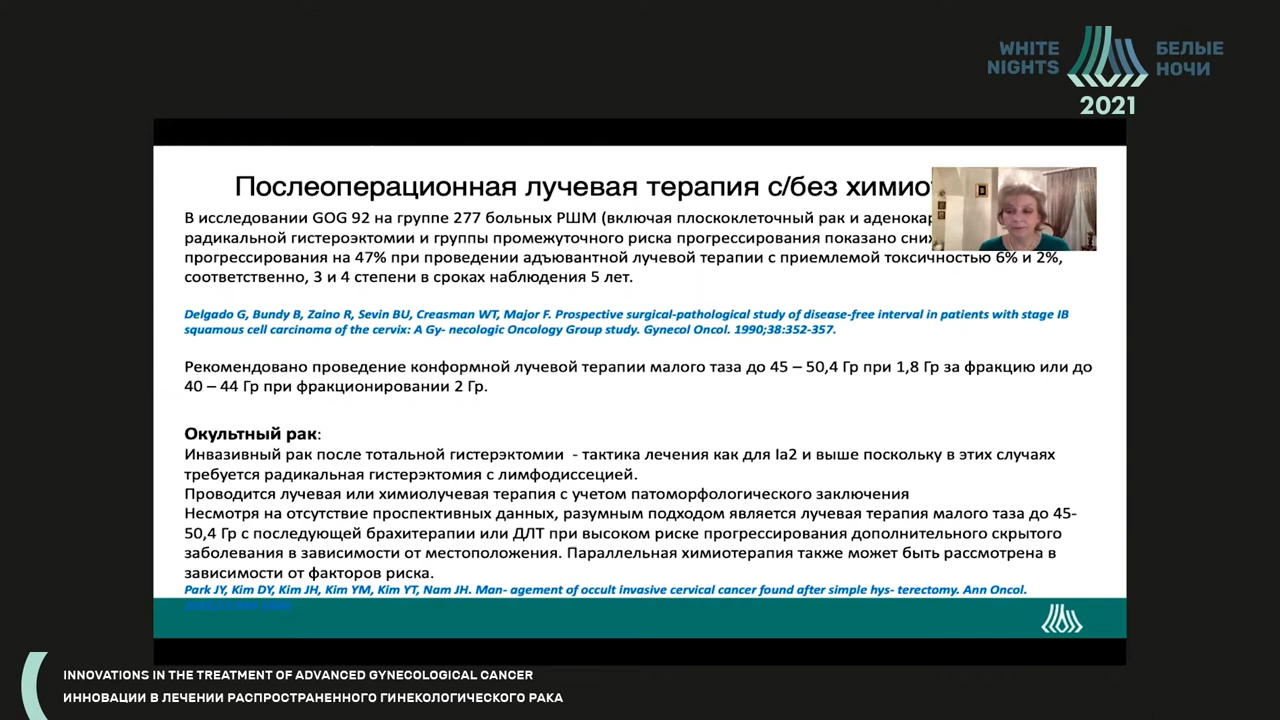 WHITE NIGHTS
БЕЛЫЕ НОЧИ
2021
Послеоперационная лучевая терапия с/без
В исследовании GOG 92 на группе 277 больных РШМ (включая плоскоклеточный рак и
радикальной гистероэктомии и группы промежуточного риска прогрессирования показано
прогрессирования на 47% при проведении адъювантной лучевой терапии с приемлемой токсичностью 6% и 2%,
соответственно, 3 и 4 степени в сроках наблюдения 5 лет.
Delgado G, Bundy B, Zaino R, Sevin BU, Creasman WT, Major F. Prospective surgical-pathological study of disease-free interval in patients with stage IB
squamous cell carcinoma of the cervix: A Gy- necologic Oncology Group study. Gynecol Oncol. 1990;38:352-357.
Рекомендовано проведение конформной лучевой терапии малого таза до 45 – 50,4 Гр при 1,8 Гр за фракцию или до
40 – 44 Гр при фракционировании 2 Гр.
Окультный рак:
Инвазивный рак после тотальной гистерэктомии - тактика лечения как для Ia2 и выше поскольку в этих случаях
требуется радикальная гистерэктомия с лимфодиссецией.
Проводится лучевая или химиолучевая терапия с учетом патоморфологического заключения
Несмотря на отсутствие проспективных данных, разумным подходом является лучевая терапия малого таза до 45-
50,4 Гр с последующей брахитерапии или ДЛТ при высоком риске прогрессирования дополнительного скрытого
заболевания в зависимости от местоположения. Параллельная химиотерапия также может быть рассмотрена в
зависимости от факторов риска.
Park JY, Kim DY, Kim JH, Kim YM, Kim YT, Nam JH. Man- agement of occult invasive cervical cancer found after simple hys- terectomy. Ann Oncol.
INNOVATIONS IN THE TREATMENT OF ADVANCED GYNECOLOGICAL CANCER
ИННОВАЦИИ В ЛЕЧЕНИИ РАСПРОСТРАНЕННОГО ГИНЕКОЛОГИЧЕСКОГО РАКА